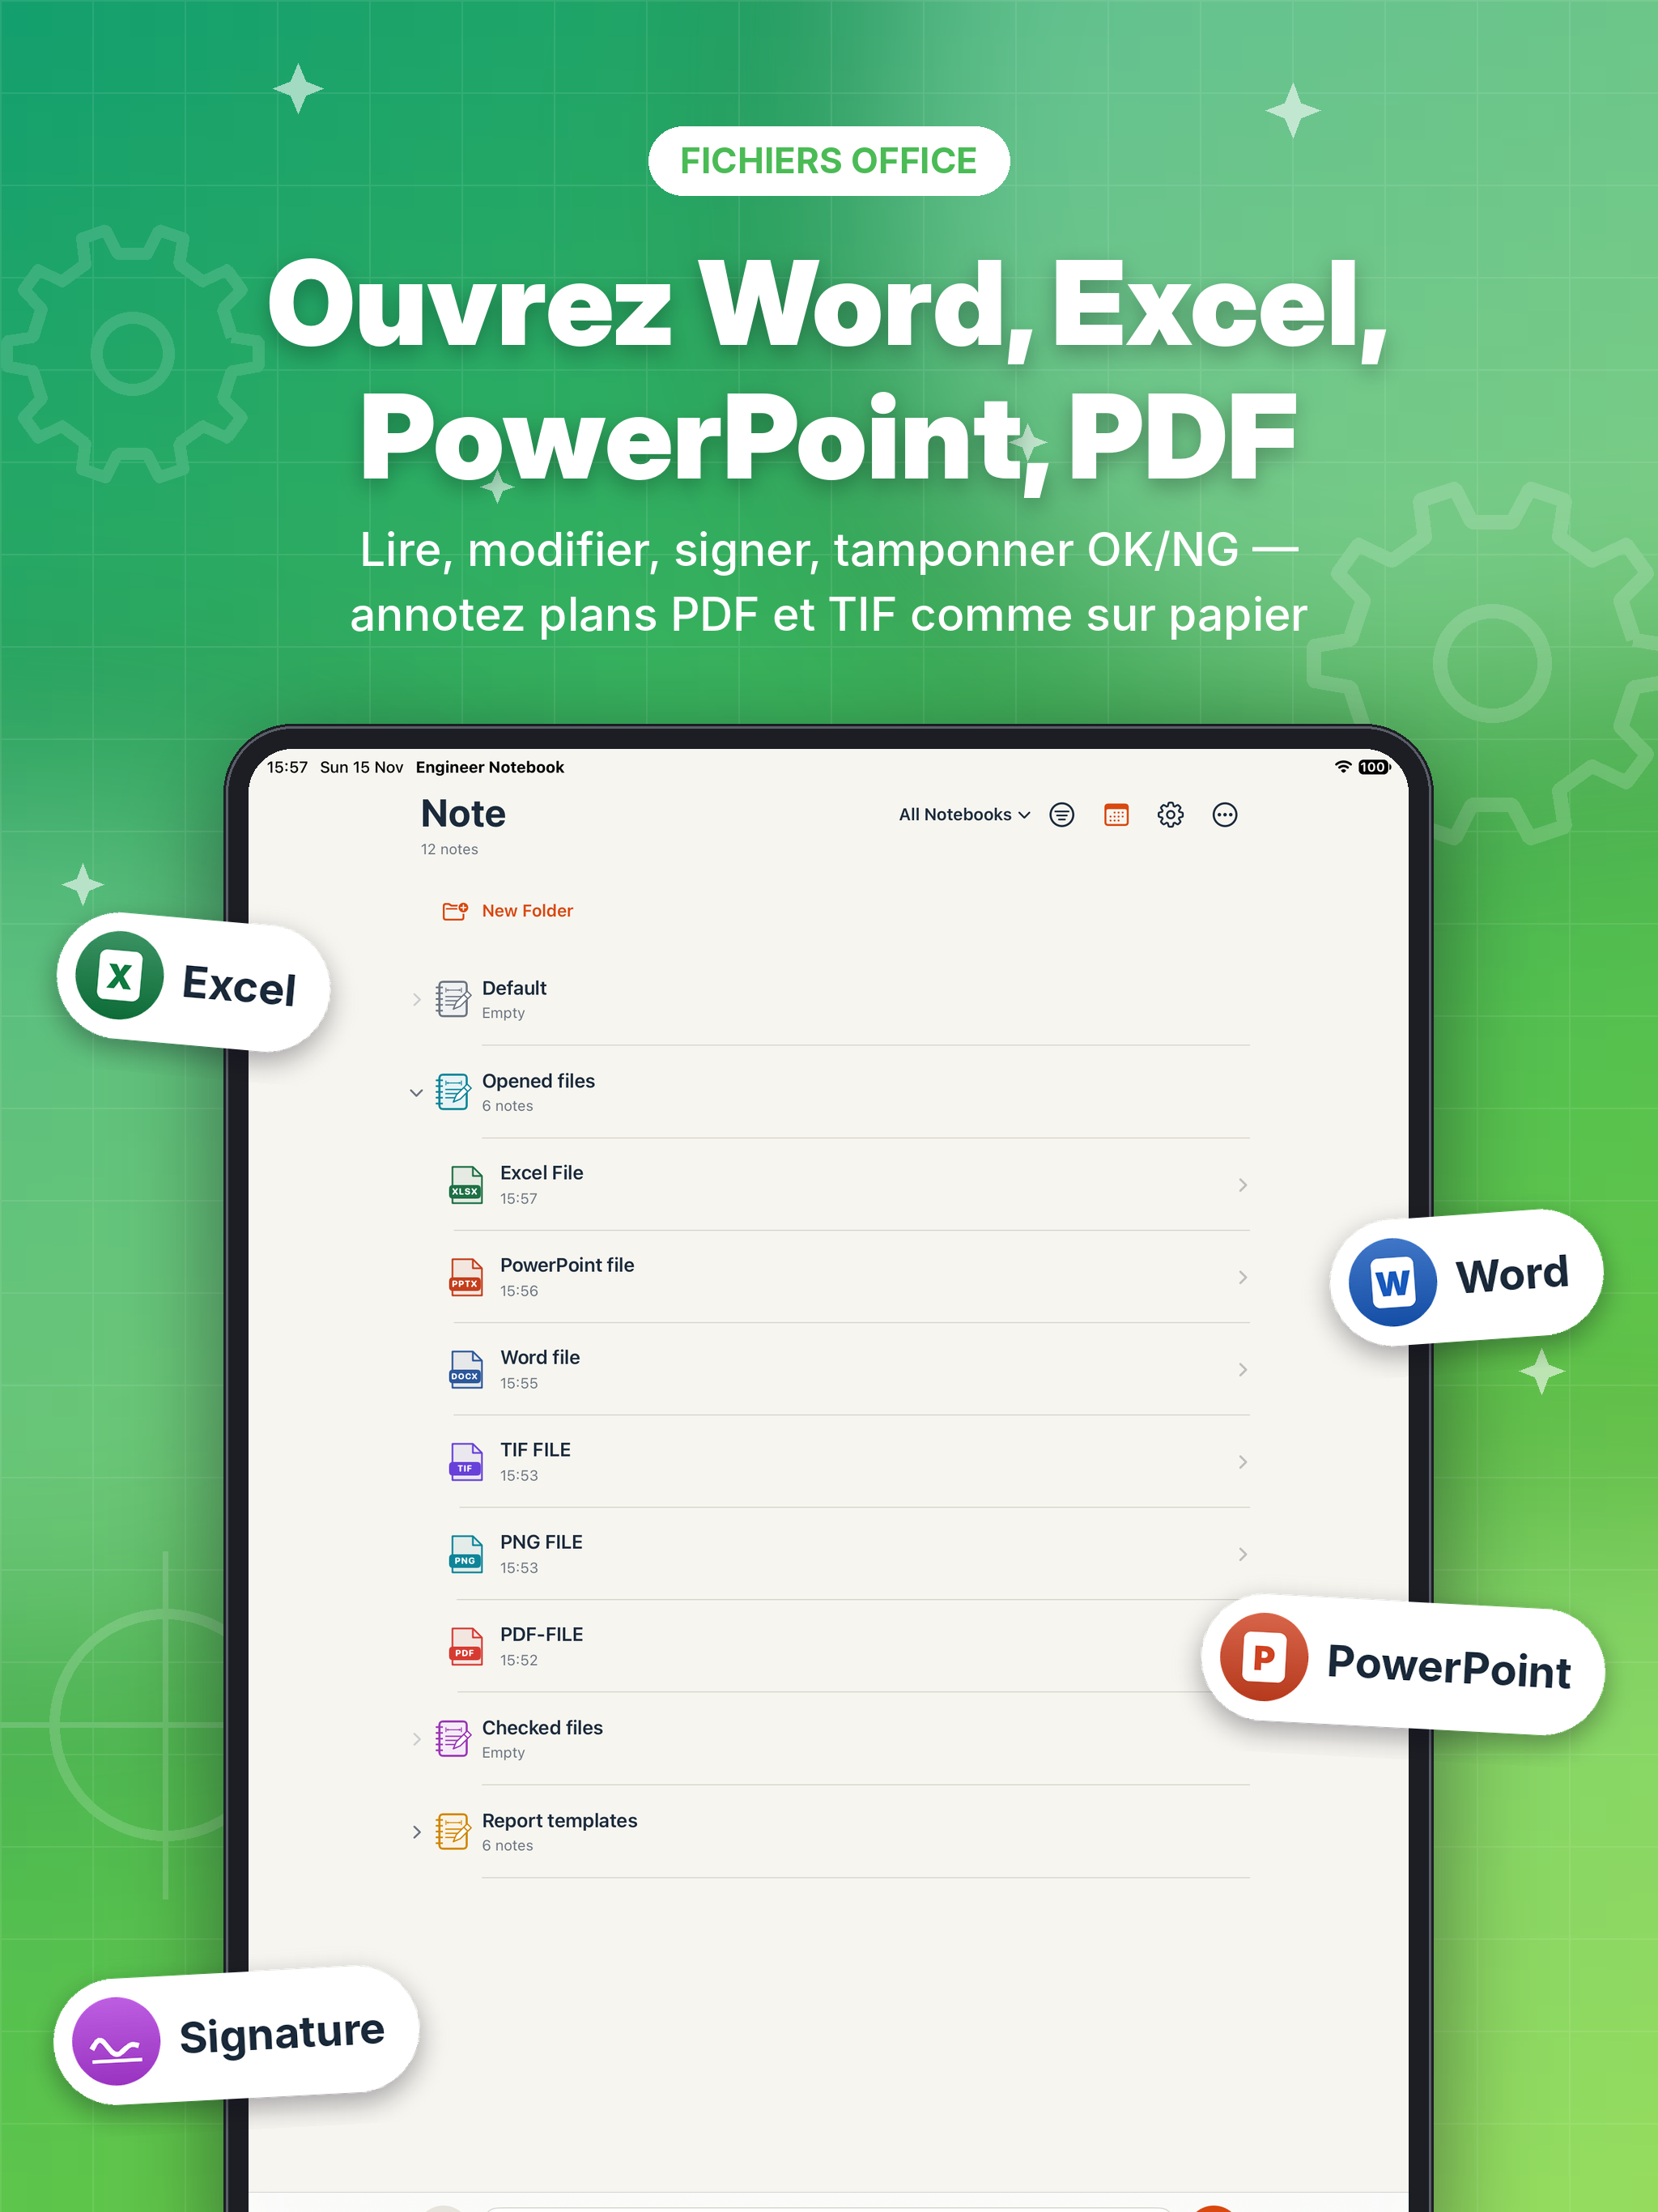 FICHIERS OFFICE
Ouvrez Word, Excel,
PowerPoint, PDF
Lire, modifier, signer, tamponner OK/NG —
annotez plans PDF et TIF comme sur papier
15:57 Sun 15 Nov Engineer Notebook
100
Note
All Notebooks
12 notes
New Folder
Excel
Default
Empty
Opened files
6 notes
XLSX
Excel File
15:57
PPTX
PowerPoint file
15:56
Word
DOCX
Word file
15:55
TIF
TIF FILE
15:53
PNG
PNG FILE
15:53
PDF
PDF-FILE
15:52
PowerPoint
Checked files
Empty
Report templates
6 notes
Signature